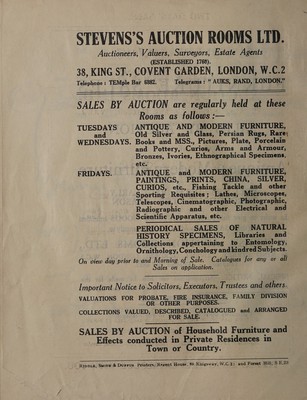 STEVENS'S AUCTION ROOMS LTD.
Auctioneers, Valuers, Surveyors, Estate Agents
(ESTABLISHED 1760).
38, KING ST., COVENT GARDEN, LONDON, W.C.2
Telephone: TEMple Bar 6382. Telegrams: "AUKS, RAND, LONDON."
SALES BY AUCTION are regularly held at these
Rooms as follows:—
TUESDAYS and WEDNESDAYS.
ANTIQUE AND MODERN FURNITURE,
Old Silver and Glass, Persian Rugs, Rare
Books and MSS., Pictures, Plate, Porcelain
and Pottery, Curios, Arms and Armour,
Bronzes, Ivories, Ethnographical Specimens,
etc.
FRIDAYS.
ANTIQUE and MODERN FURNITURE,
PAINTINGS, PRINTS, CHINA, SILVER,
CURIOS, etc., Fishing Tackle and other
Sporting Requisites; Lathes, Microscopes,
Telescopes, Cinematographic, Photographic,
Radiographic and other Electrical and
Scientific Apparatus, etc.
PERIODICAL SALES OF NATURAL
HISTORY SPECIMENS, Libraries and
Collections appertaining to Entomology,
Ornithology, Conchology and kindred Subjects.
On view day prior to and Morning of Sale. Catalogues for any or all
Sales on application.
Important Notice to Solicitors, Executors, Trustees and others.
VALUATIONS FOR PROBATE, FIRE INSURANCE, FAMILY DIVISION
OR OTHER PURPOSES.
COLLECTIONS VALUED, DESCRIBED, CATALOGUED and ARRANGED
FOR SALE.
SALES BY AUCTION of Household Furniture and
Effects conducted in Private Residences in
Town or Country.